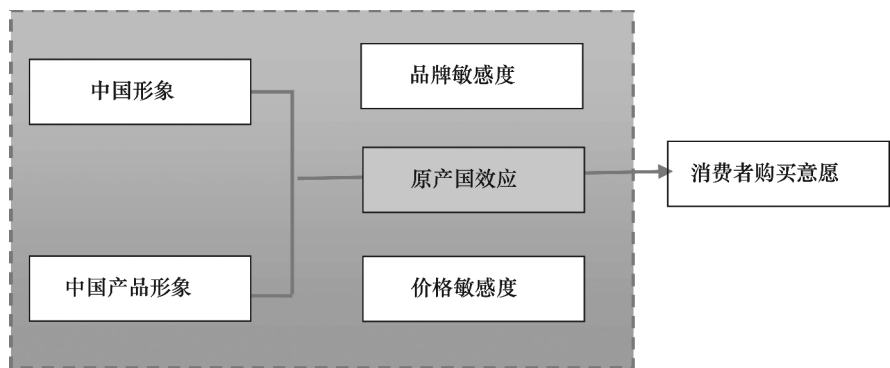 中国形象
中国产品形象
品牌敏感度
原产国效应
价格敏感度
消费者购买意愿